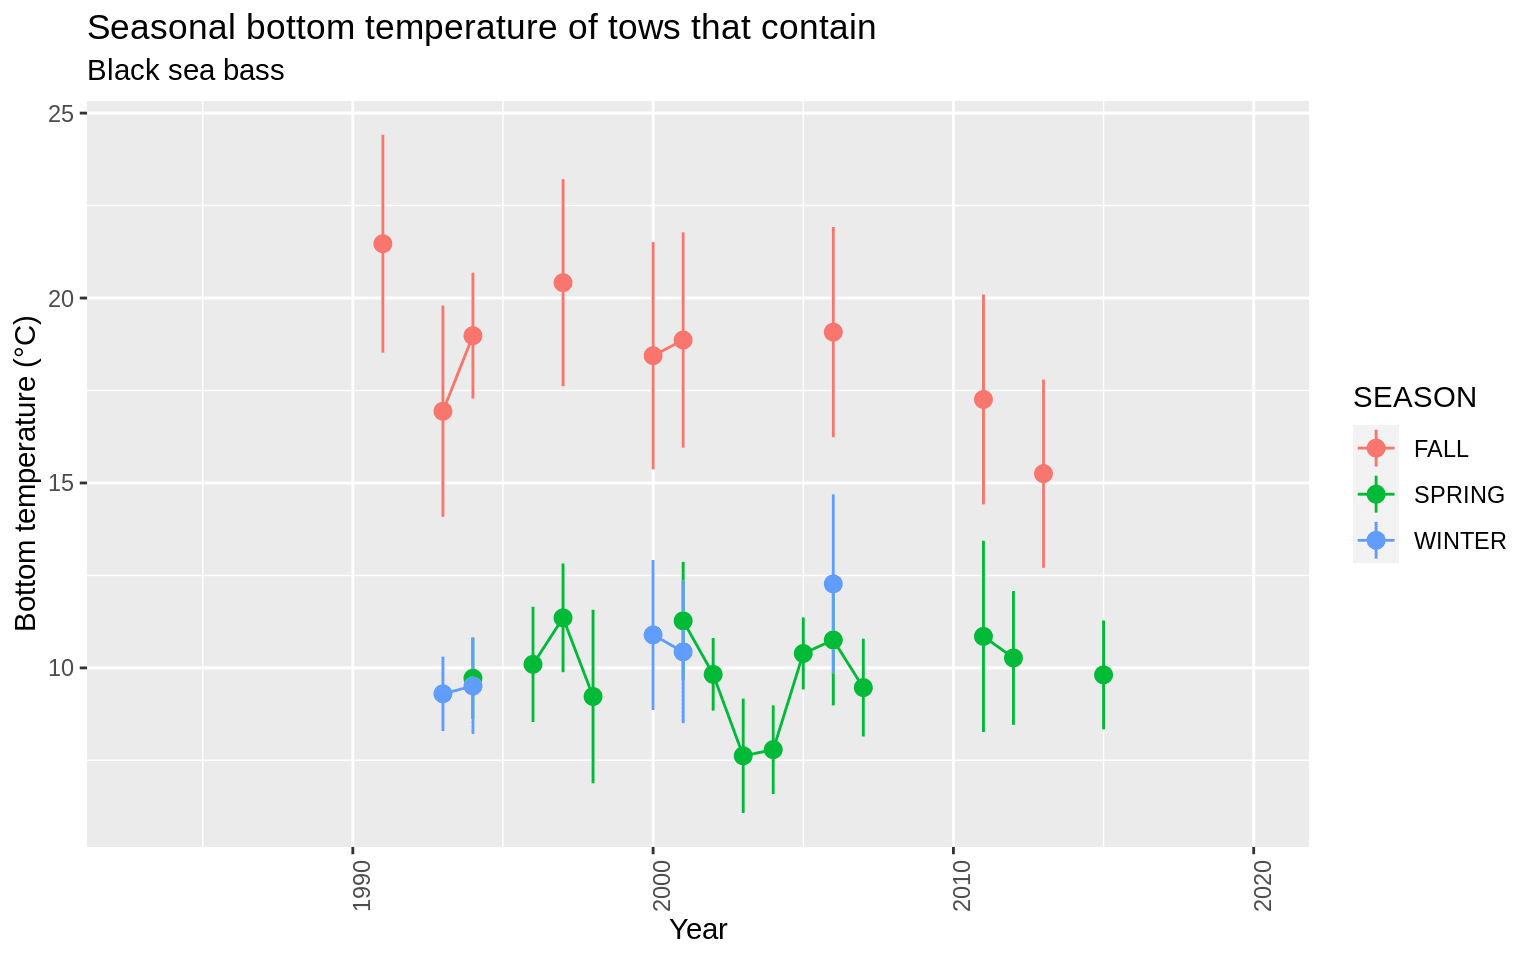 Seasonal bottom temperature of tows that contain
Black sea bass
25
20
15
10
Bottom temperature (°C)
1990
2000
2010
2020
Year
SEASON
FALL
SPRING
WINTER